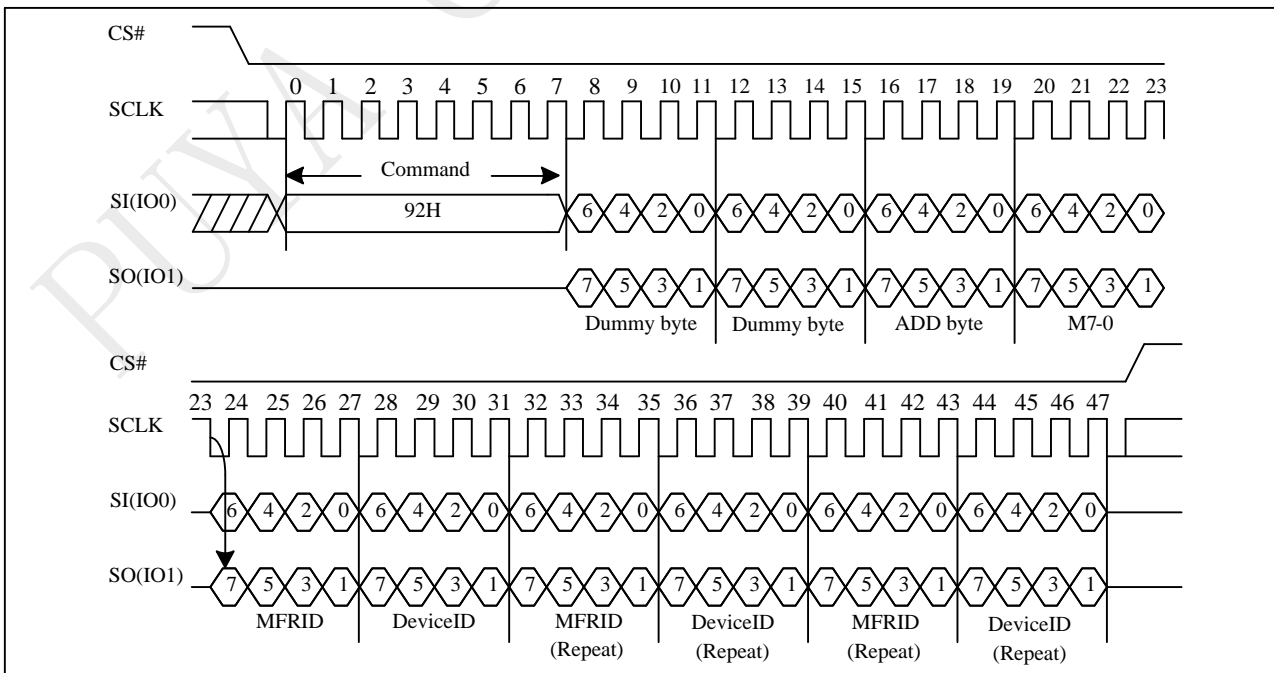 PUYA
CS#
0 1 2 3 4 5 6 7 8 9 10 11 12 13 14 15 16 17 18 19 20 21 22 23
SCLK
Command
SI(IO0)
92H 6 4 2 0 6 4 2 0 6 4 2 0 6 4 2 0
SO(IO1)
7 5 3 1 7 5 3 1 7 5 3 1 7 5 3 1
Dummy byte Dummy byte ADD byte M7-0
CS#
23 24 25 26 27 28 29 30 31 32 33 34 35 36 37 38 39 40 41 42 43 44 45 46 47
SCLK
SI(IO0)
6 4 2 0 6 4 2 0 6 4 2 0 6 4 2 0 6 4 2 0 6 4 2 0
SO(IO1)
7 5 3 1 7 5 3 1 7 5 3 1 7 5 3 1 7 5 3 1 7 5 3 1
MFRID DeviceID MFRID DeviceID MFRID DeviceID
(Repeat) (Repeat) (Repeat) (Repeat)